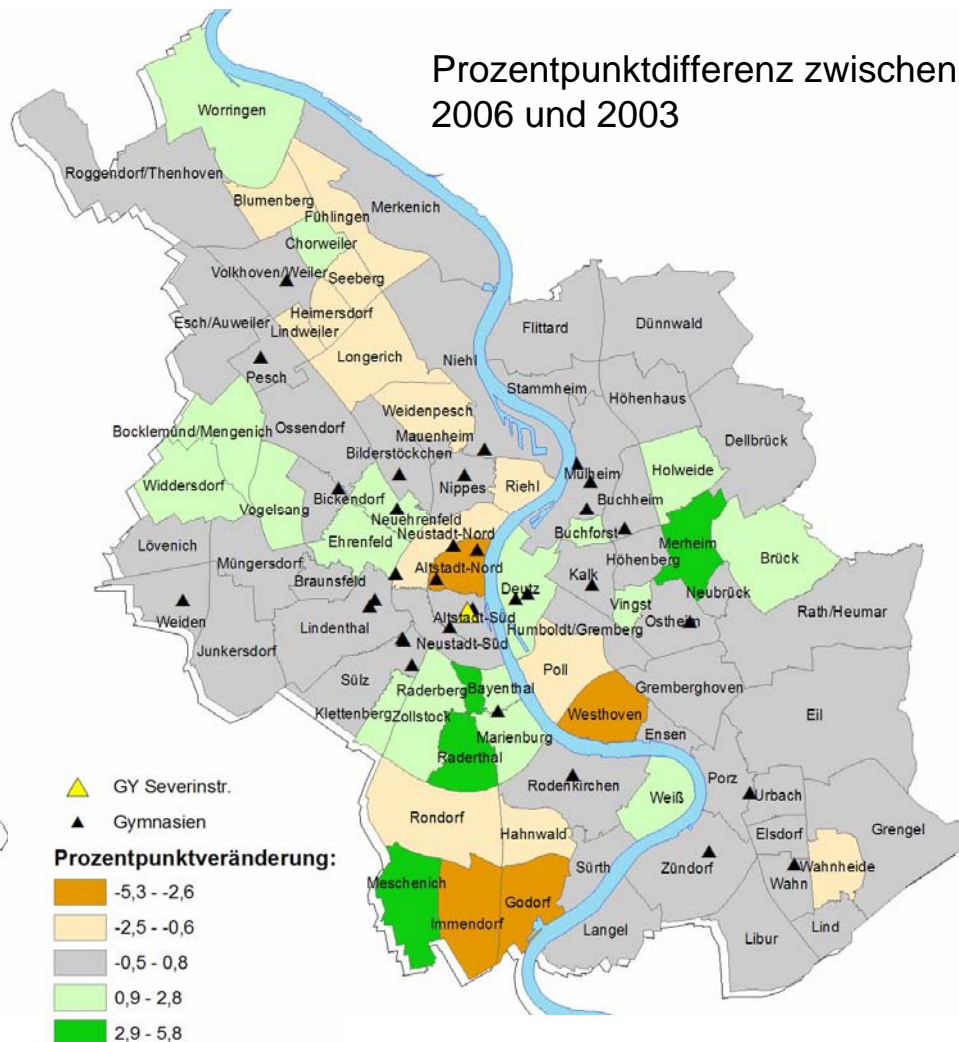 Prozentpunktdifferenz zwischen
2006 und 2003
Worringen
Roggendorf/Thenhoven
Blumenberg
Fühlingen
Merkenich
Chorweiler
Volkhoven/Weiler
Seeberg
Heimersdorf
Esch/Auweiler
Lindweiler
Flittard
Dünnwald
Longerich
Niehl
Pesch
Stammheim
Höhenhaus
Weidenpesch
Bocklemünd/Mengenich
Ossendorf
Mauenheim
Dellbrück
Bilderstöckchen
Holweide
Mülheim
Widdersdorf
Bickendorf
Nippes
Riehl
Buchheim
Vogelsang
Neuehrenfeld
Neustadt-Nord
Buchforst
Ehrenfeld
Merheim
Lövenich
Müngersdorf
Altstadt-Nord
Höhenberg
Brück
Braunsfeld
Kalk
Deutz
Neubrück
Vingst
Rath/Heumar
Weiden
Lindenthal
Altstadt-Süd
Ostheim
Humboldt/Gremberg
Neustadt-Süd
Junkersdorf
Poll
Sülz
Raderberg
Bayenthal
Gremberghoven
Klettenberg
Zollstock
Westhoven
Eil
Marienburg
Ensen
Raderthal
Porz
Rodenkirchen
Weiß
Urbach
GY Severinstr.
Rondorf
Hahnwald
Elsdorf
Grengel
Gymnasien
Sürth
Zündorf
Wahn
Wahnheide
Prozentpunktveränderung:
Meschenich
-5,3 - -2,6
Godorf
Immendorf
Langel
Lind
Libur
-2,5 - -0,6
-0,5 - 0,8
0,9 - 2,8
2,9 - 5,8